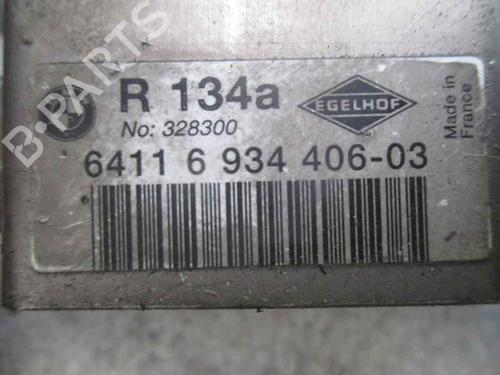 B-PARTS
R 134a
EGELHOF
No: 328300
6411 6 934 406-03
Made in
France